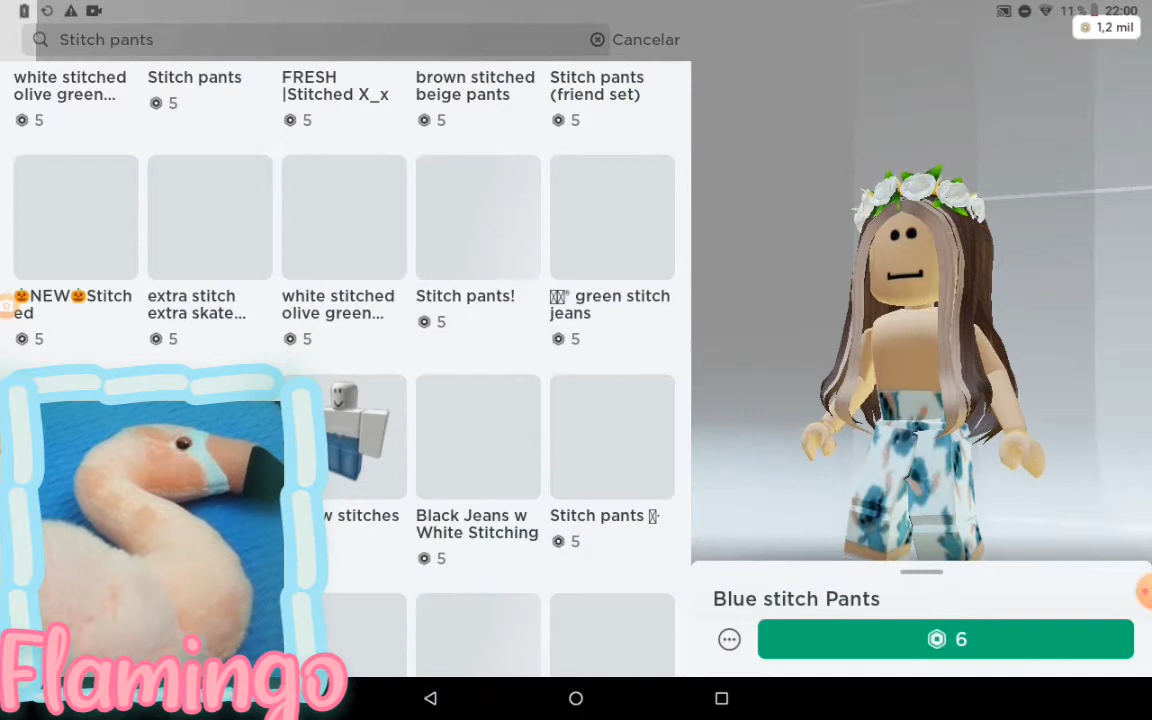 11% 22:00
1,2 mil
Stitch pants
Cancelar
white stitched
olive green...
5
Stitch pants
5
FRESH
|Stitched X_x
5
brown stitched
beige pants
5
Stitch pants
(friend set)
5
🎃NEW🎃Stitch
ed
5
extra stitch
extra skate...
5
white stitched
olive green...
5
Stitch pants!
5
green stitch
jeans
5
w stitches
Black Jeans w
White Stitching
5
Stitch pants
5
Blue stitch Pants
6
Flamingo